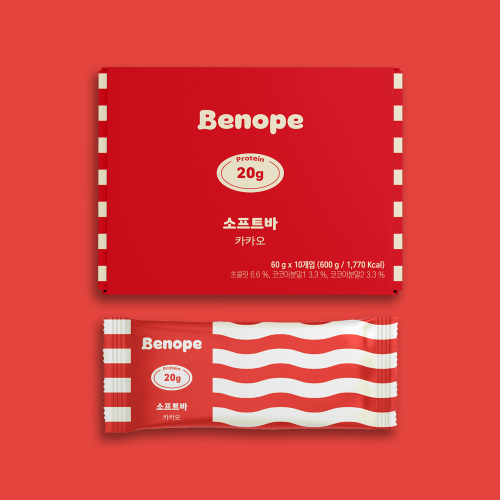 Benope
Protein
20g
소프트바
카카오
60 g x 10개입 (600 g / 1,770 Kcal)
초콜릿 6.6 %, 코코아분말1 3.3 %, 코코아분말2 3.3 %
Benope
Protein
20g
소프트바
카카오